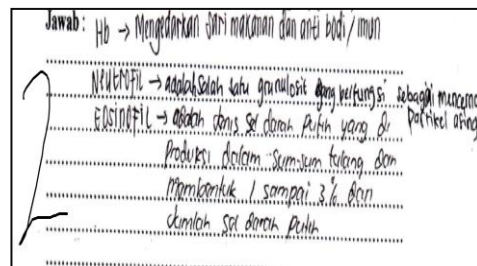 Jawab: Hb → Mengedarkan sari makanan dan anti bodi/imun
Neutrofil → adalah salah satu granulosit yang berfungsi sebagai mencerna partikel asing
Eosinofil → adalah jenis sel darah putih yang di
produksi dalam sum-sum tulang dan
membentuk 1 sampai 3% dari
jumlah sel darah putih
2